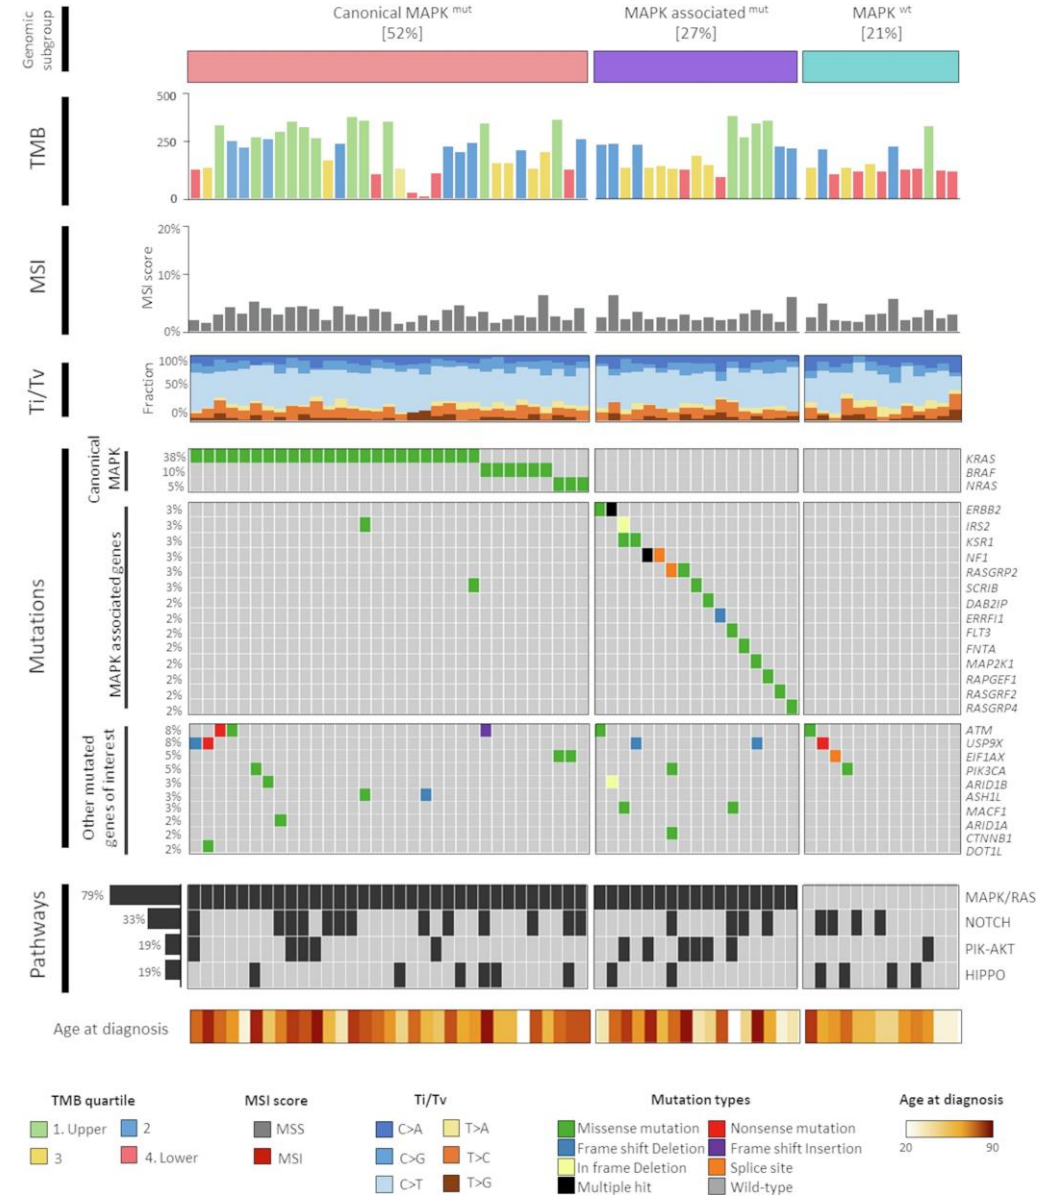 Genomic subgroup
Canonical MAPK mut
[52%]
MAPK associated mut
[27%]
MAPK wt
[21%]
TMB
500
250
0
MSI
MSI score
20%
10%
0%
Ti/Tv
Fraction
100%
50%
0%
Mutations
Canonical MAPK
38% KRAS
10% BRAF
5% NRAS
MAPK associated genes
3% ERBB2
3% IRS2
3% KSR1
3% NF1
3% RASGRP2
3% SCRIB
2% DAB2IP
2% ERRFI1
2% FLT3
2% FNTA
2% MAP2K1
2% RAPGEF1
2% RASGRF2
2% RASGRP4
Other mutated genes of interest
8% ATM
8% USP9X
5% EIF1AX
5% PIK3CA
3% ARID1B
3% ASH1L
3% MACF1
2% ARID1A
2% CTNNB1
2% DOT1L
Pathways
79% MAPK/RAS
33% NOTCH
19% PIK-AKT
19% HIPPO
Age at diagnosis
TMB quartile
1. Upper
2
3
4. Lower
MSI score
MSS
MSI
Ti/Tv
C>A
T>A
C>G
T>C
C>T
T>G
Mutation types
Missense mutation
Nonsense mutation
Frame shift Deletion
Frame shift Insertion
In frame Deletion
Splice site
Multiple hit
Wild-type
Age at diagnosis
20
90